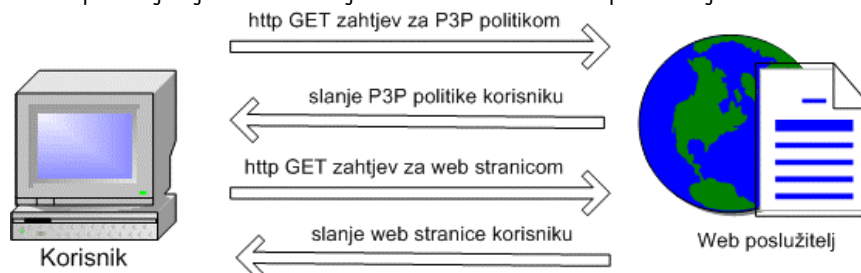 http GET zahtjev za P3P politikom
slanje P3P politike korisniku
http GET zahtjev za web stranicom
slanje web stranice korisniku
Korisnik
Web poslužitelj